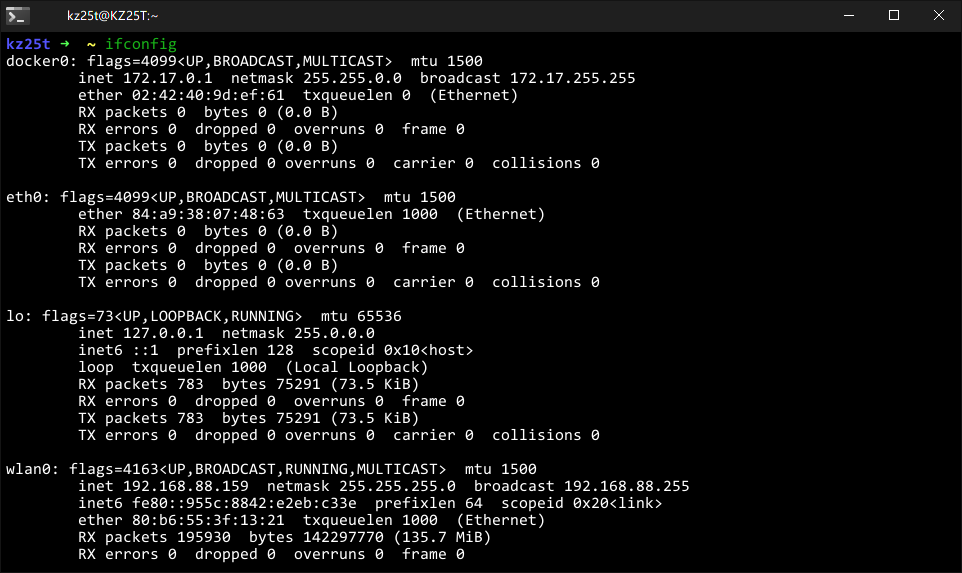 kz25t@KZ25T:~
kz25t ➜  ~ ifconfig
docker0: flags=4099<UP,BROADCAST,MULTICAST>  mtu 1500
        inet 172.17.0.1  netmask 255.255.0.0  broadcast 172.17.255.255
        ether 02:42:40:9d:ef:61  txqueuelen 0  (Ethernet)
        RX packets 0  bytes 0 (0.0 B)
        RX errors 0  dropped 0  overruns 0  frame 0
        TX packets 0  bytes 0 (0.0 B)
        TX errors 0  dropped 0 overruns 0  carrier 0  collisions 0

eth0: flags=4099<UP,BROADCAST,MULTICAST>  mtu 1500
        ether 84:a9:38:07:48:63  txqueuelen 1000  (Ethernet)
        RX packets 0  bytes 0 (0.0 B)
        RX errors 0  dropped 0  overruns 0  frame 0
        TX packets 0  bytes 0 (0.0 B)
        TX errors 0  dropped 0 overruns 0  carrier 0  collisions 0

lo: flags=73<UP,LOOPBACK,RUNNING>  mtu 65536
        inet 127.0.0.1  netmask 255.0.0.0
        inet6 ::1  prefixlen 128  scopeid 0x10<host>
        loop  txqueuelen 1000  (Local Loopback)
        RX packets 783  bytes 75291 (73.5 KiB)
        RX errors 0  dropped 0  overruns 0  frame 0
        TX packets 783  bytes 75291 (73.5 KiB)
        TX errors 0  dropped 0 overruns 0  carrier 0  collisions 0

wlan0: flags=4163<UP,BROADCAST,RUNNING,MULTICAST>  mtu 1500
        inet 192.168.88.159  netmask 255.255.255.0  broadcast 192.168.88.255
        inet6 fe80::955c:8842:e2eb:c33e  prefixlen 64  scopeid 0x20<link>
        ether 80:b6:55:3f:13:21  txqueuelen 1000  (Ethernet)
        RX packets 195930  bytes 142297770 (135.7 MiB)
        RX errors 0  dropped 0  overruns 0  frame 0